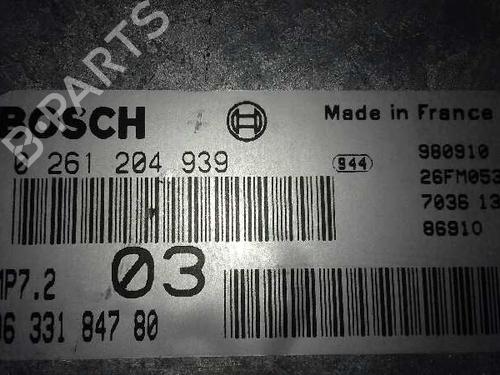 B-PARTS
BOSCH
Made in France
0 261 204 939
944
980910
26FM053
7036 13
86910
MP7.2
03
96 331 847 80